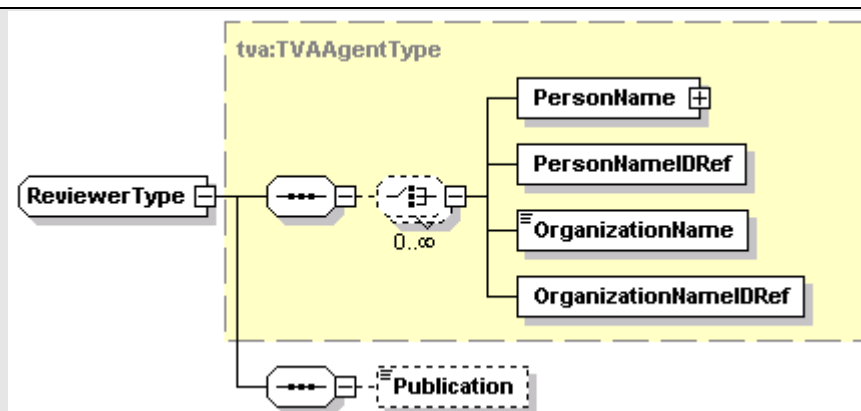 tva:TVAAgentType
PersonName
PersonNameIDRef
ReviewerType
OrganizationName
0..∞
OrganizationNameIDRef
Publication